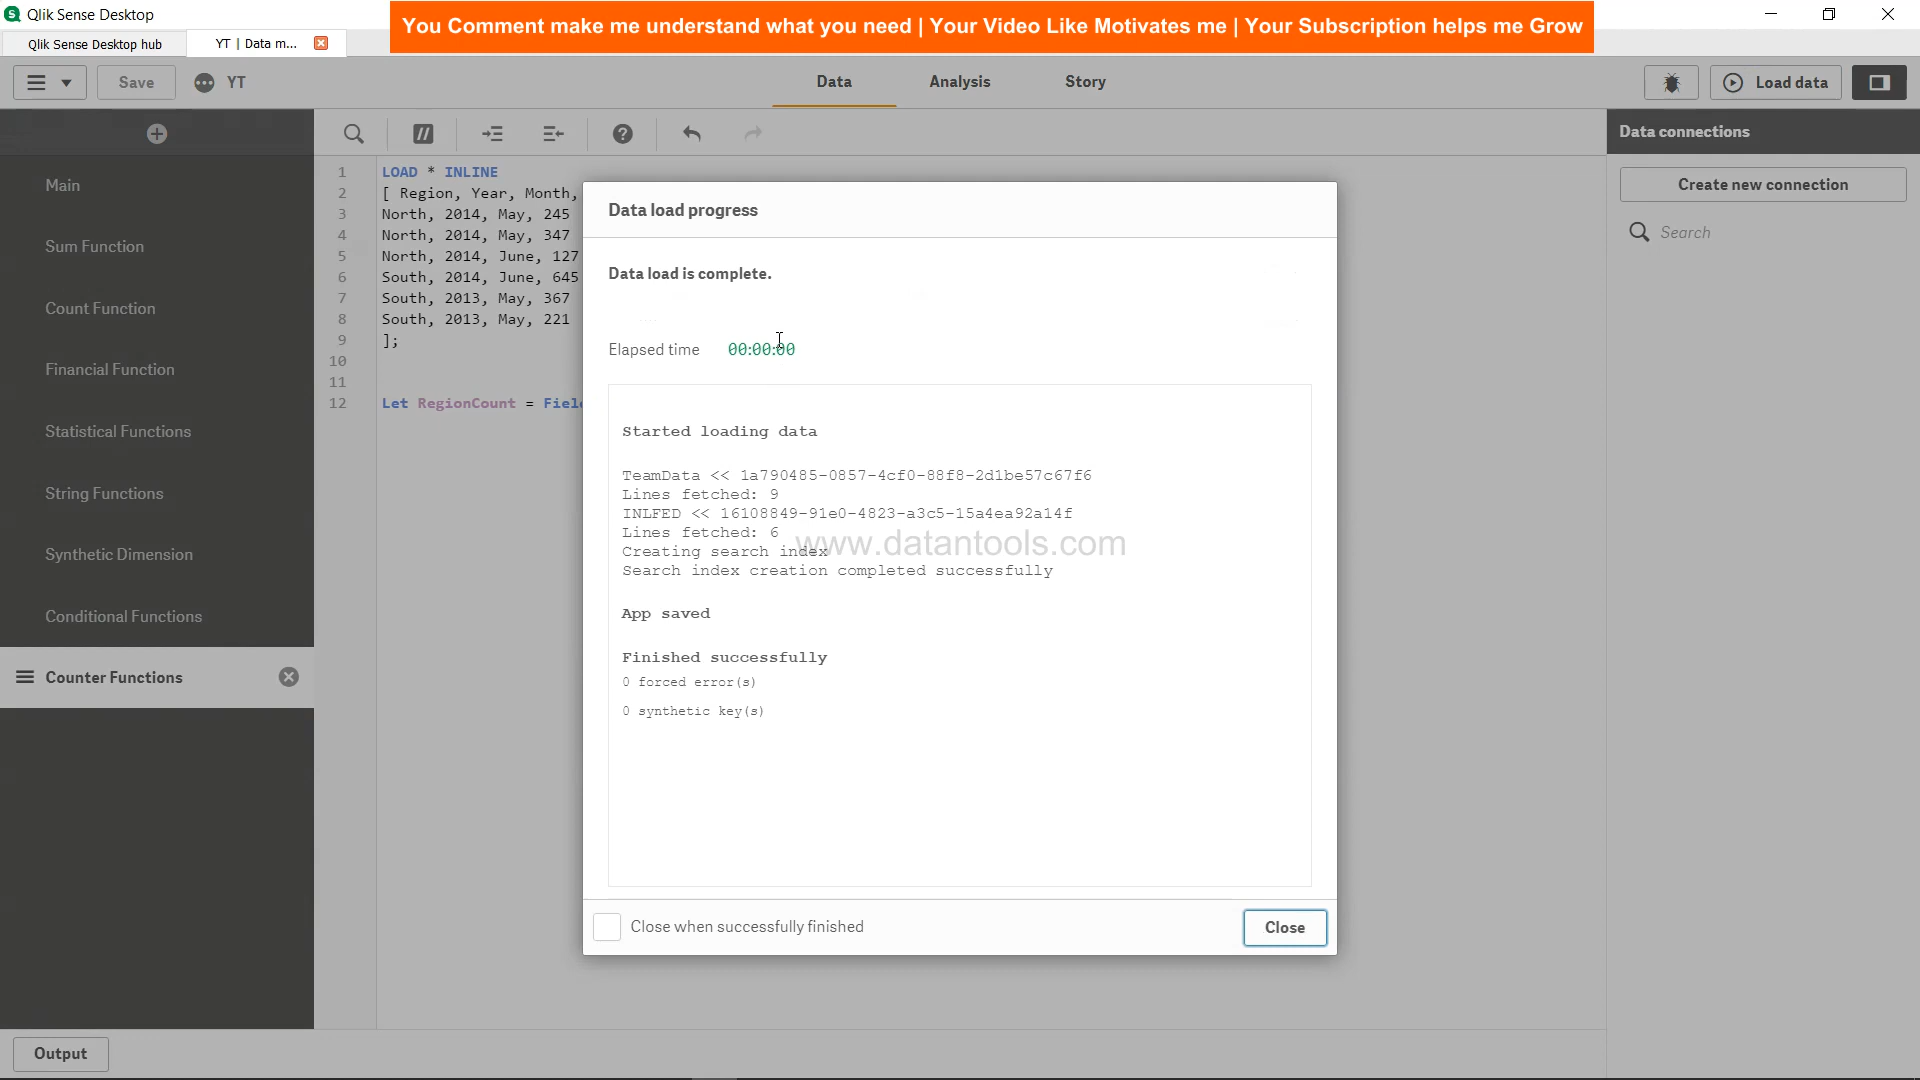 Qlik Sense Desktop
You Comment make me understand what you need | Your Video Like Motivates me | Your Subscription helps me Grow
Qlik Sense Desktop hub
YT | Data m...
Save
YT
Data
Analysis
Story
Load data
Main
Sum Function
Count Function
Financial Function
Statistical Functions
String Functions
Synthetic Dimension
Conditional Functions
Counter Functions
Output
//
1 LOAD * INLINE
2 [ Region, Year, Month,
3 North, 2014, May, 245
4 North, 2014, May, 347
5 North, 2014, June, 127
6 South, 2014, June, 645
7 South, 2013, May, 367
8 South, 2013, May, 221
9 ];
10
11
12 Let RegionCount = Fiel
Data load progress
Data load is complete.
Elapsed time 00:00:00
Started loading data
TeamData << 1a790485-0857-4cf0-88f8-2d1be57c67f6
Lines fetched: 9
INLFED << 16108849-91e0-4823-a3c5-15a4ea92a14f
Lines fetched: 6
Creating search index
www.datantools.com
Search index creation completed successfully
App saved
Finished successfully
0 forced error(s)
0 synthetic key(s)
Close when successfully finished
Close
Data connections
Create new connection
Search